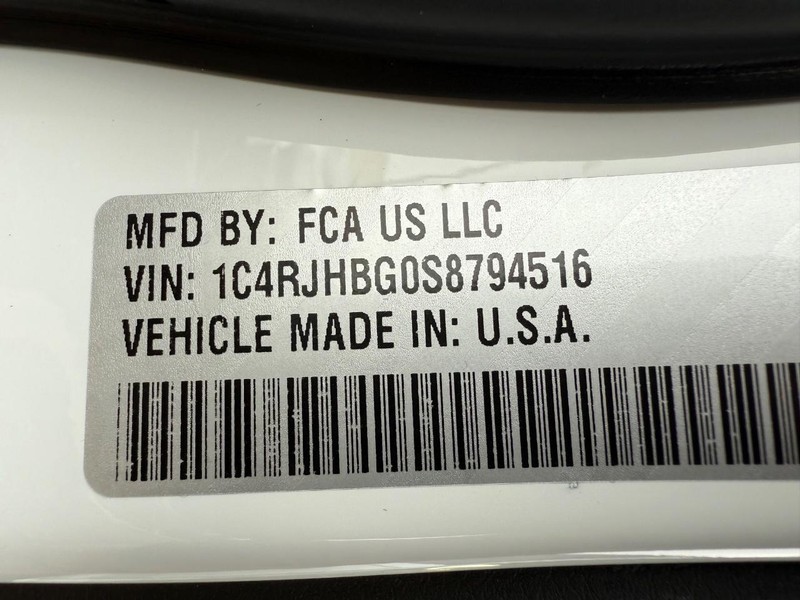 MFD BY: FCA US LLC
VIN: 1C4RJHBG0S8794516
VEHICLE MADE IN: U.S.A.